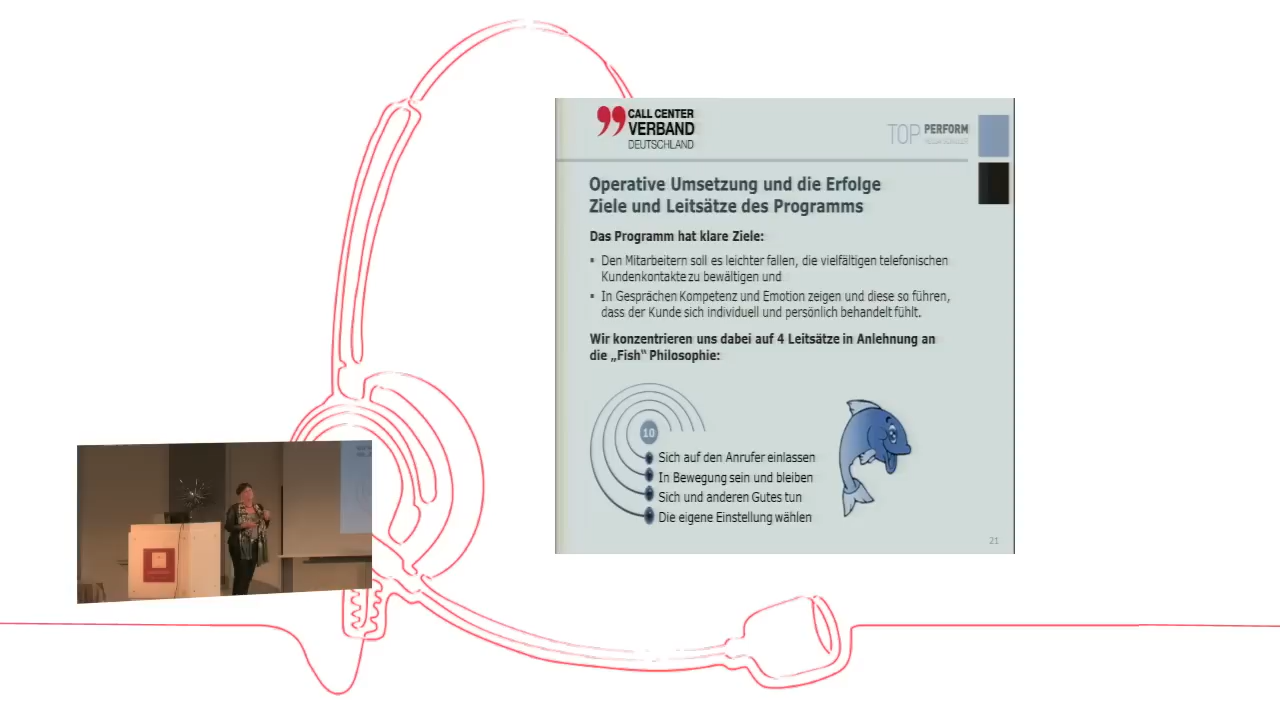 CALL CENTER
VERBAND
DEUTSCHLAND
TOP PERFORM
Operative Umsetzung und die Erfolge
Ziele und Leitsätze des Programms
Das Programm hat klare Ziele:
▪ Den Mitarbeitern soll es leichter fallen, die vielfältigen telefonischen
Kundenkontakte zu bewältigen und
▪ In Gesprächen Kompetenz und Emotion zeigen und diese so führen,
dass der Kunde sich individuell und persönlich behandelt fühlt.
Wir konzentrieren uns dabei auf 4 Leitsätze in Anlehnung an
die „Fish“ Philosophie:
10
Sich auf den Anrufer einlassen
In Bewegung sein und bleiben
Sich und anderen Gutes tun
Die eigene Einstellung wählen
21